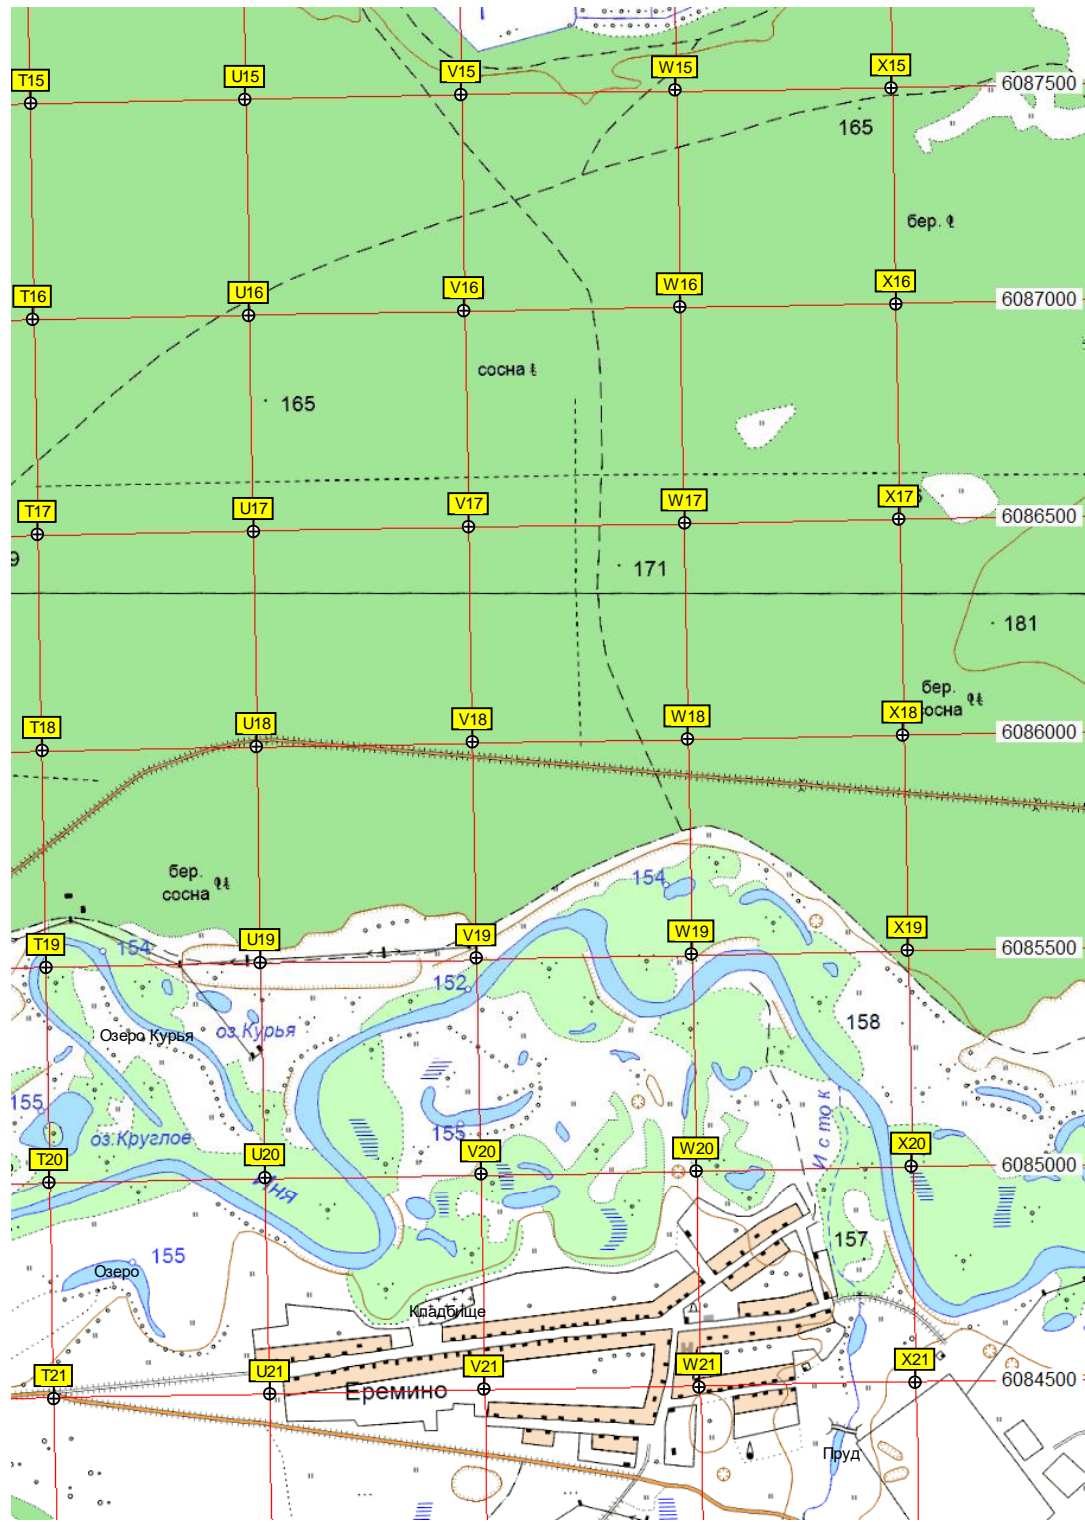 T15
U15
V15
W15
X15
6087500
165
бер.
T16
U16
V16
W16
X16
6087000
сосна
165
T17
U17
V17
W17
X17
6086500
9
171
181
бер.
сосна
T18
U18
V18
W18
X18
6086000
бер.
сосна
154
T19
154
U19
V19
W19
X19
6085500
152
158
оз.Курья
Озеро Курья
155
оз.Круглое
155
Исток
T20
U20
V20
W20
X20
6085000
Иня
155
157
Озеро
Кладбище
T21
U21
V21
W21
X21
6084500
Еремино
Пруд